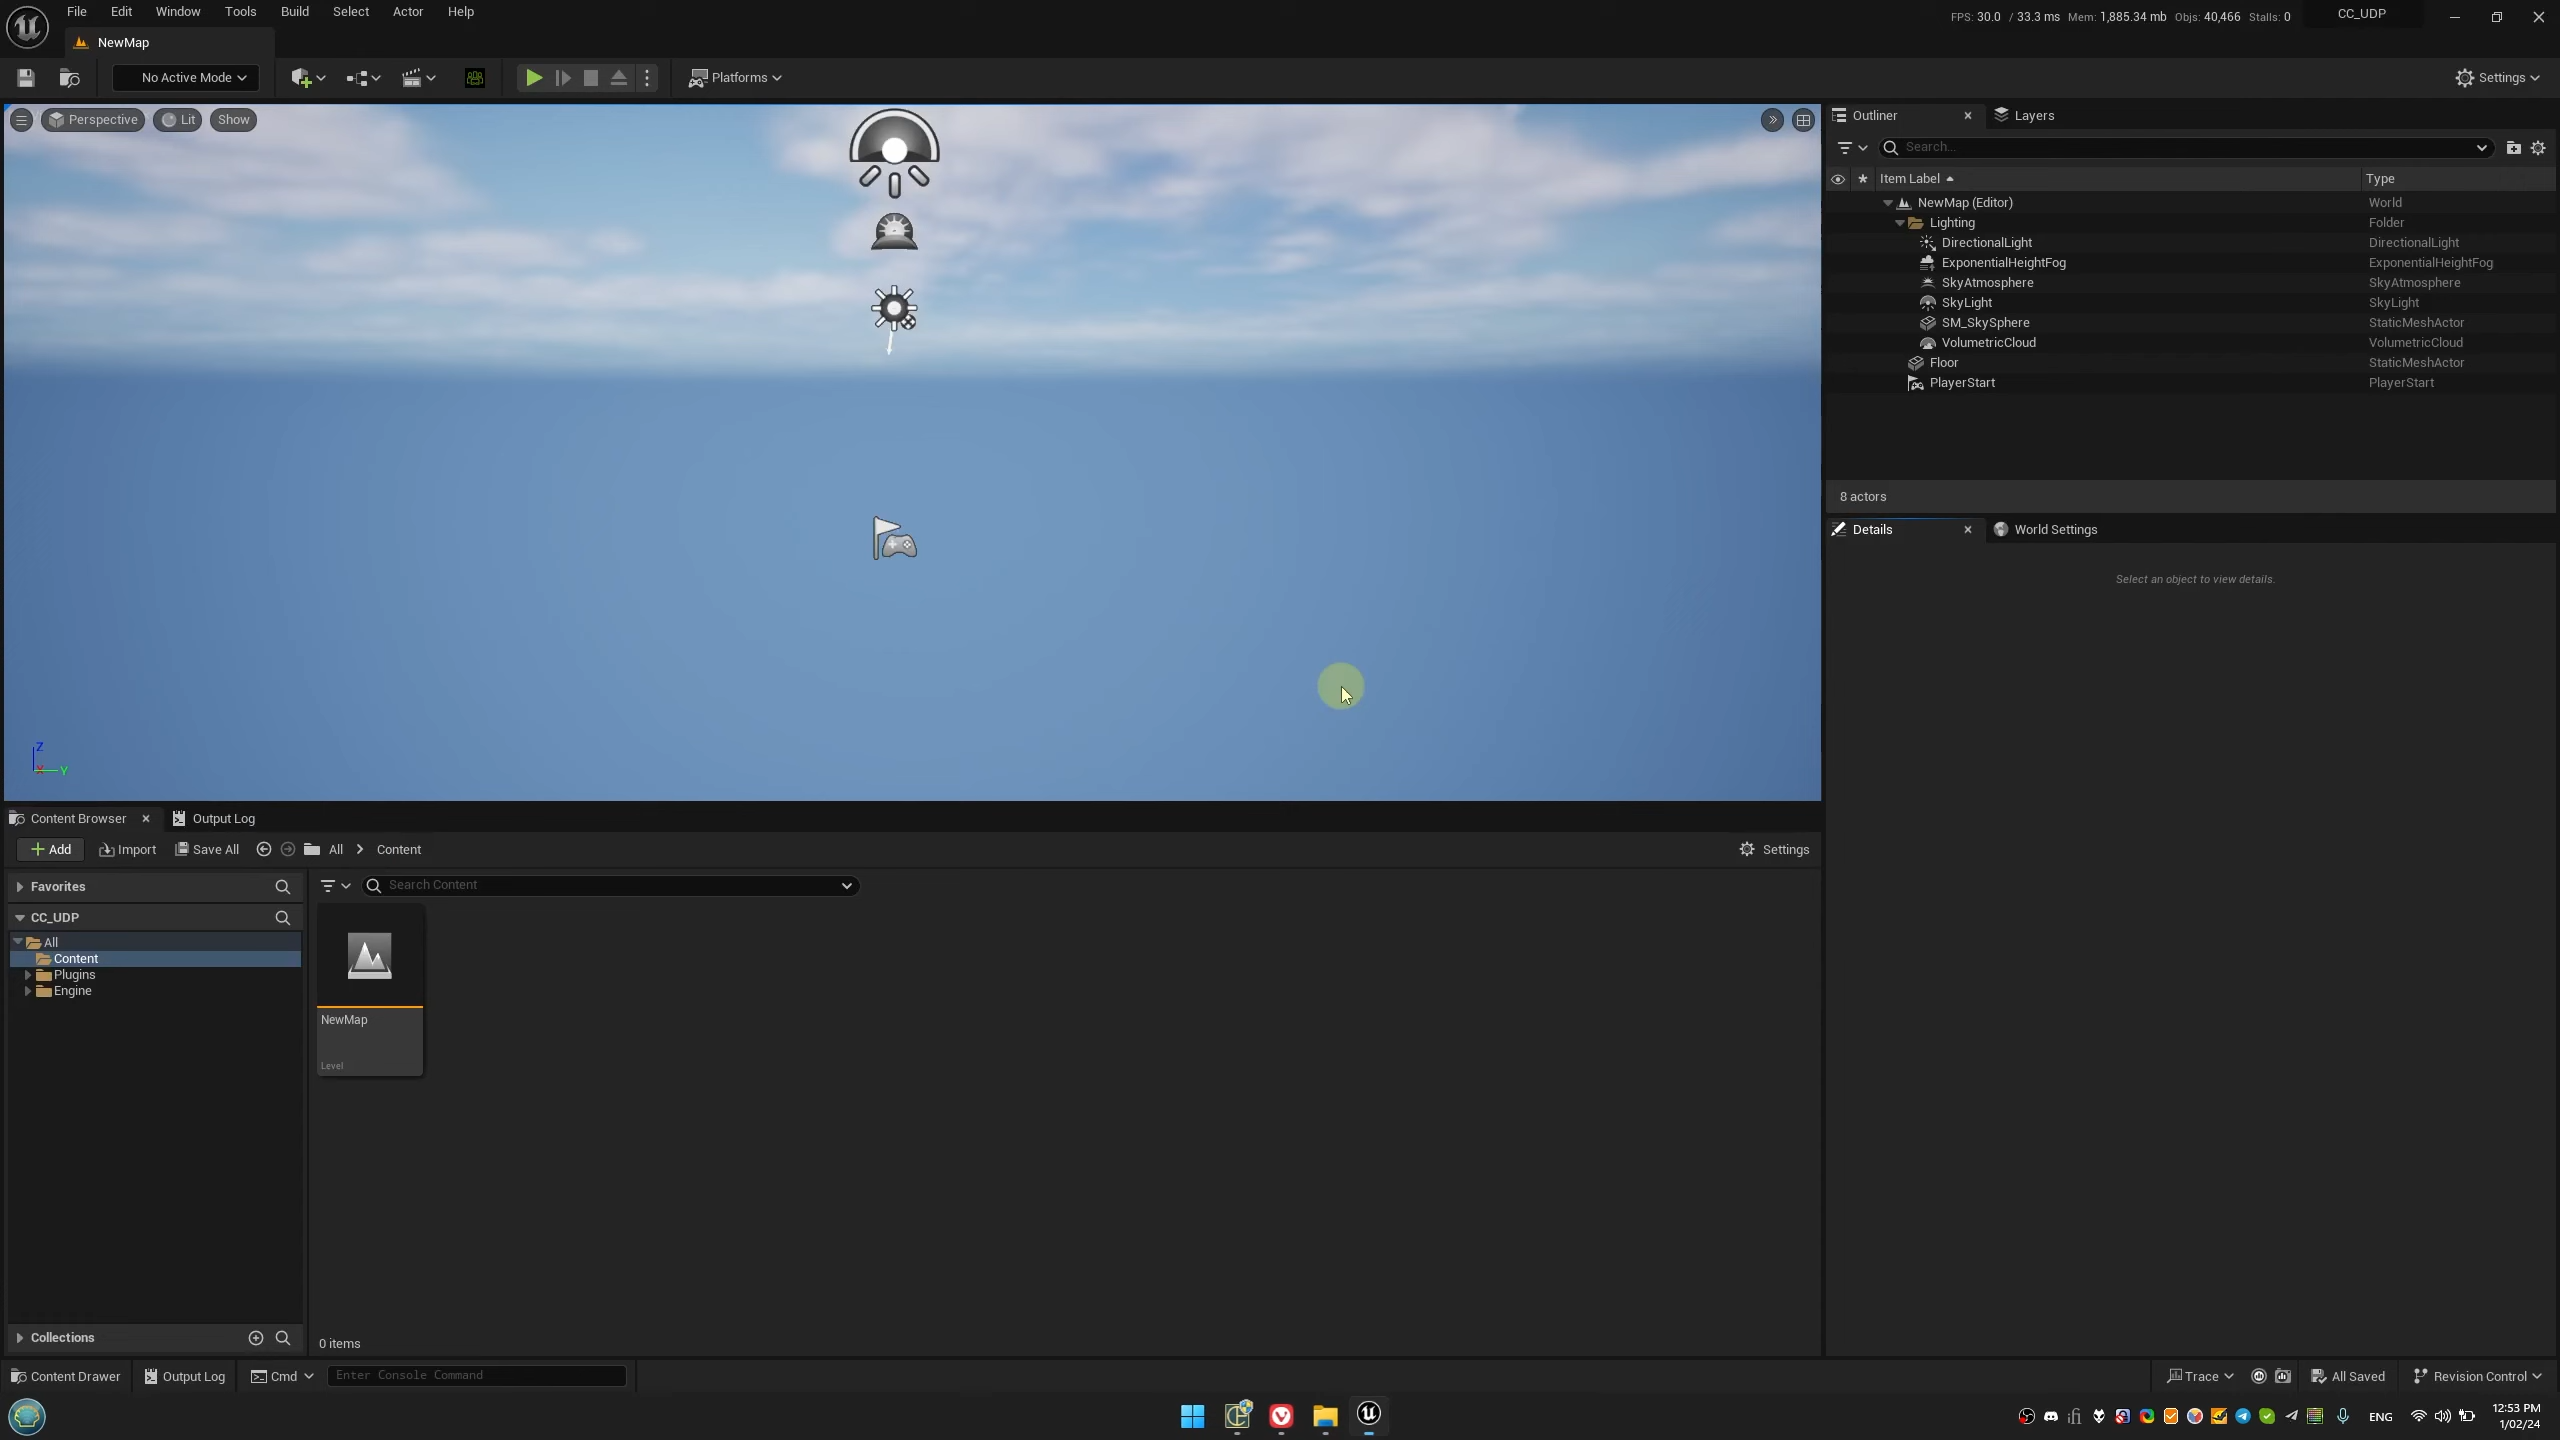 File Edit Window Tools Build Select Actor Help
FPS: 30.0 / 33.3 ms Mem: 1,885.34 mb Objs: 40,466 Stalls: 0 CC_UDP
NewMap
No Active Mode Platforms Settings
Perspective Lit Show
Outliner Layers
Search...
Item Label Type
NewMap (Editor) World
Lighting Folder
DirectionalLight DirectionalLight
ExponentialHeightFog ExponentialHeightFog
SkyAtmosphere SkyAtmosphere
SkyLight SkyLight
SM_SkySphere StaticMeshActor
VolumetricCloud VolumetricCloud
Floor StaticMeshActor
PlayerStart PlayerStart
8 actors
Details World Settings
Select an object to view details.
Z
X Y
Content Browser Output Log
Add Import Save All All Content Settings
Favorites
Search Content
CC_UDP
All
Content
Plugins
Engine
NewMap
Level
Collections
0 items
Content Drawer Output Log Cmd Enter Console Command Trace All Saved Revision Control
ENG
12:53 PM
1/02/24